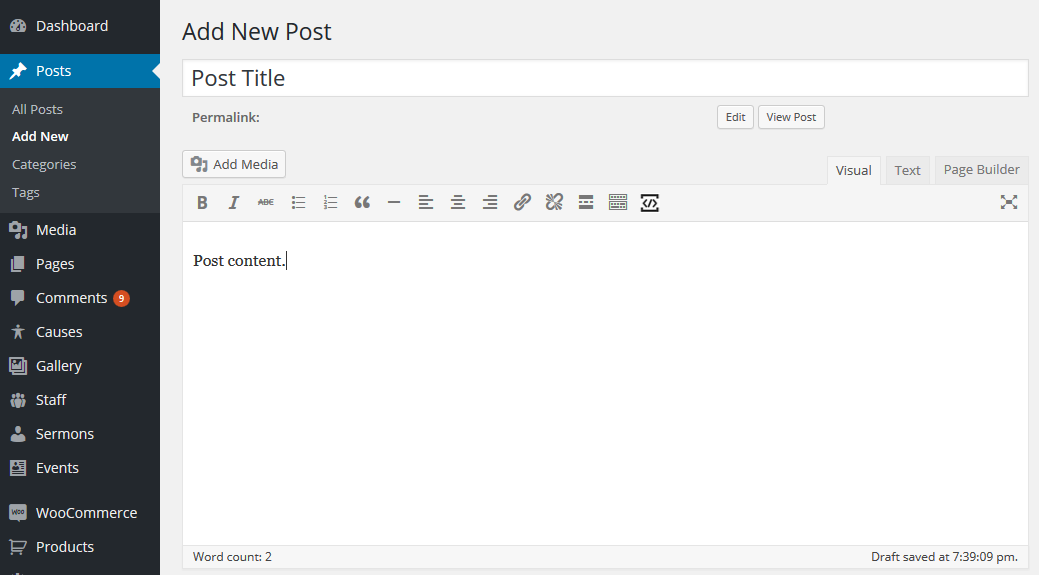 Dashboard
Posts
All Posts
Add New
Categories
Tags
Media
Pages
Comments 9
Causes
Gallery
Staff
Sermons
Events
WOO WooCommerce
Products
Add New Post
Post Title
Permalink: Edit View Post
Add Media
Visual Text Page Builder
B I ABC
Post content.
Word count: 2 Draft saved at 7:39:09 pm.